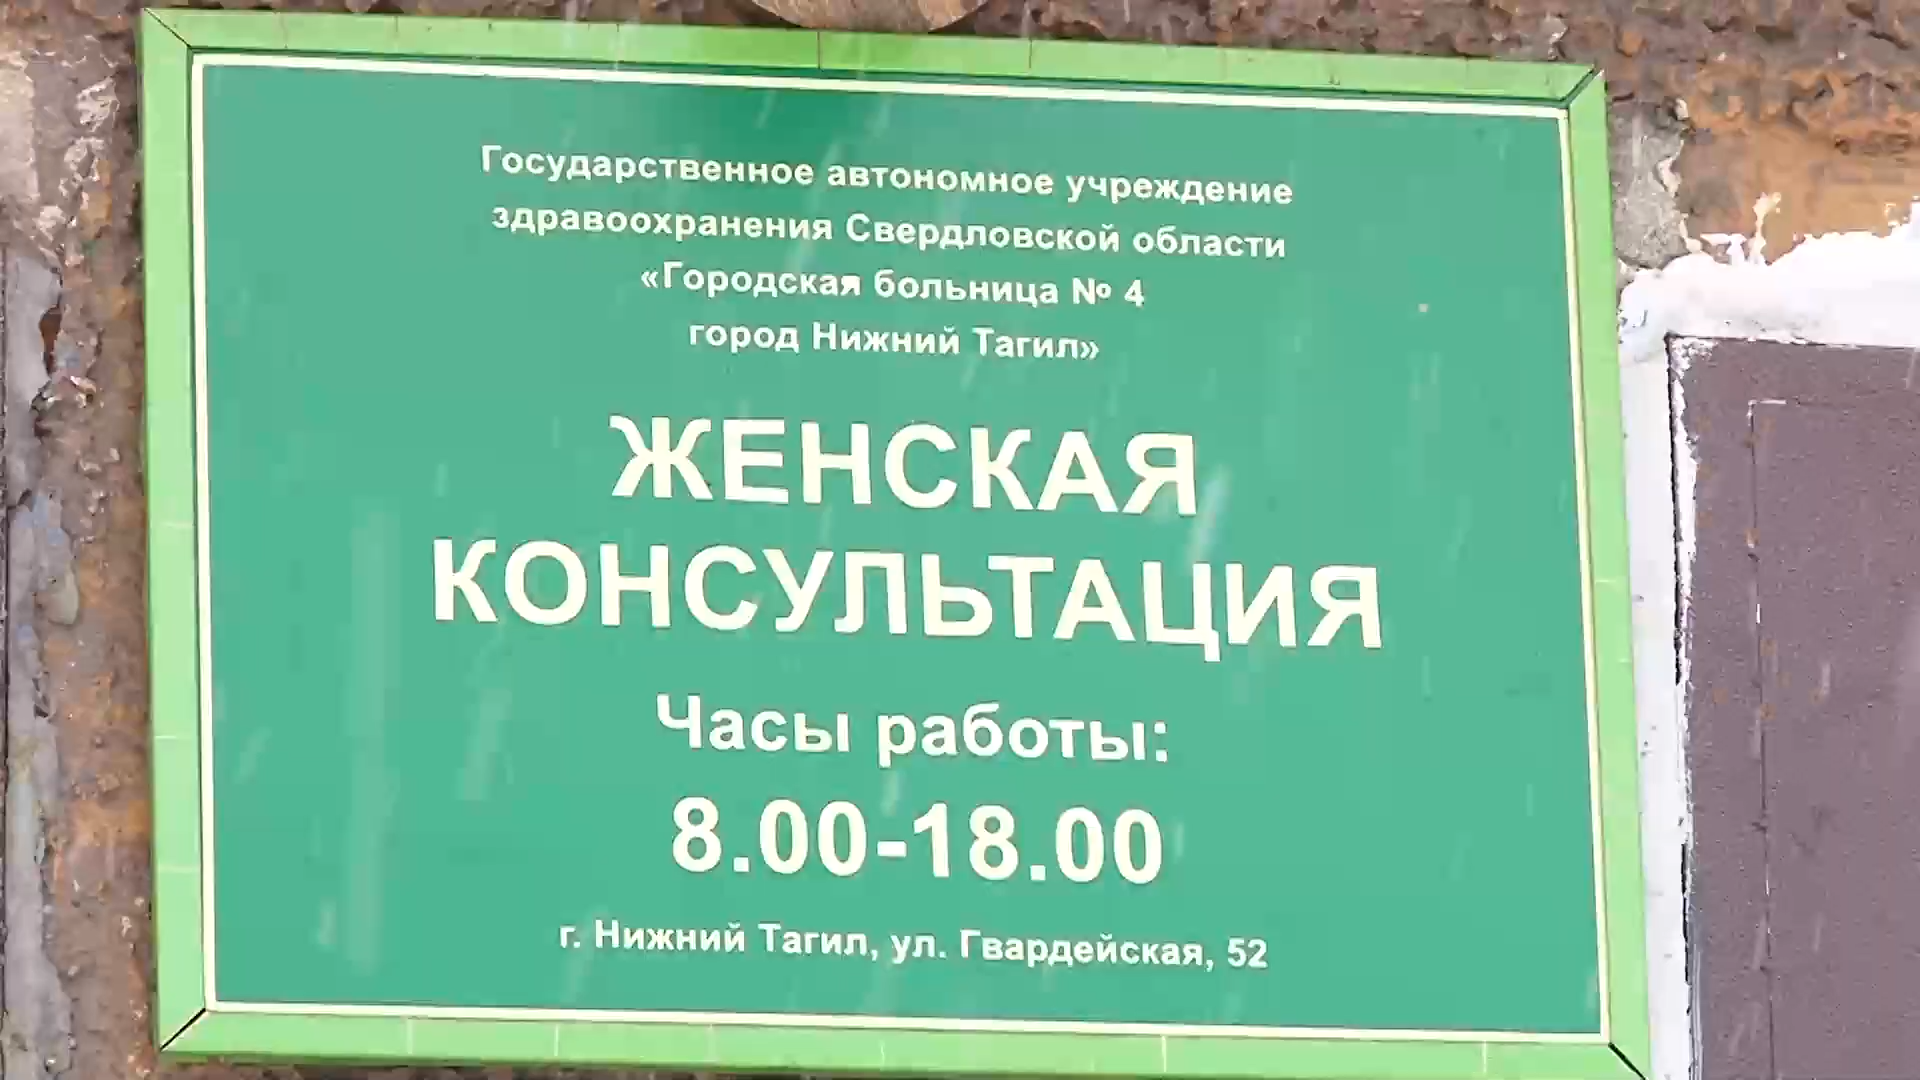 Государственное автономное учреждение
здравоохранения Свердловской области
«Городская больница № 4
город Нижний Тагил»
ЖЕНСКАЯ
КОНСУЛЬТАЦИЯ
Часы работы:
8.00-18.00
г. Нижний Тагил, ул. Гвардейская, 52